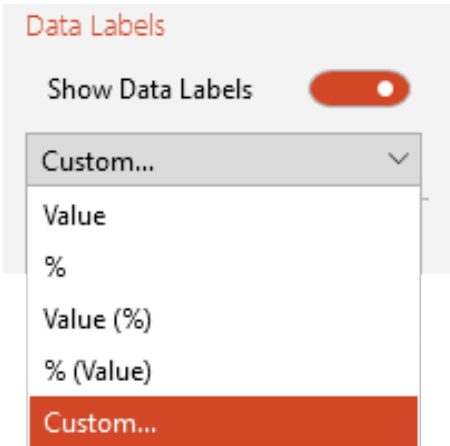 Data Labels
Show Data Labels
Custom...
Value
%
Value (%)
% (Value)
Custom...